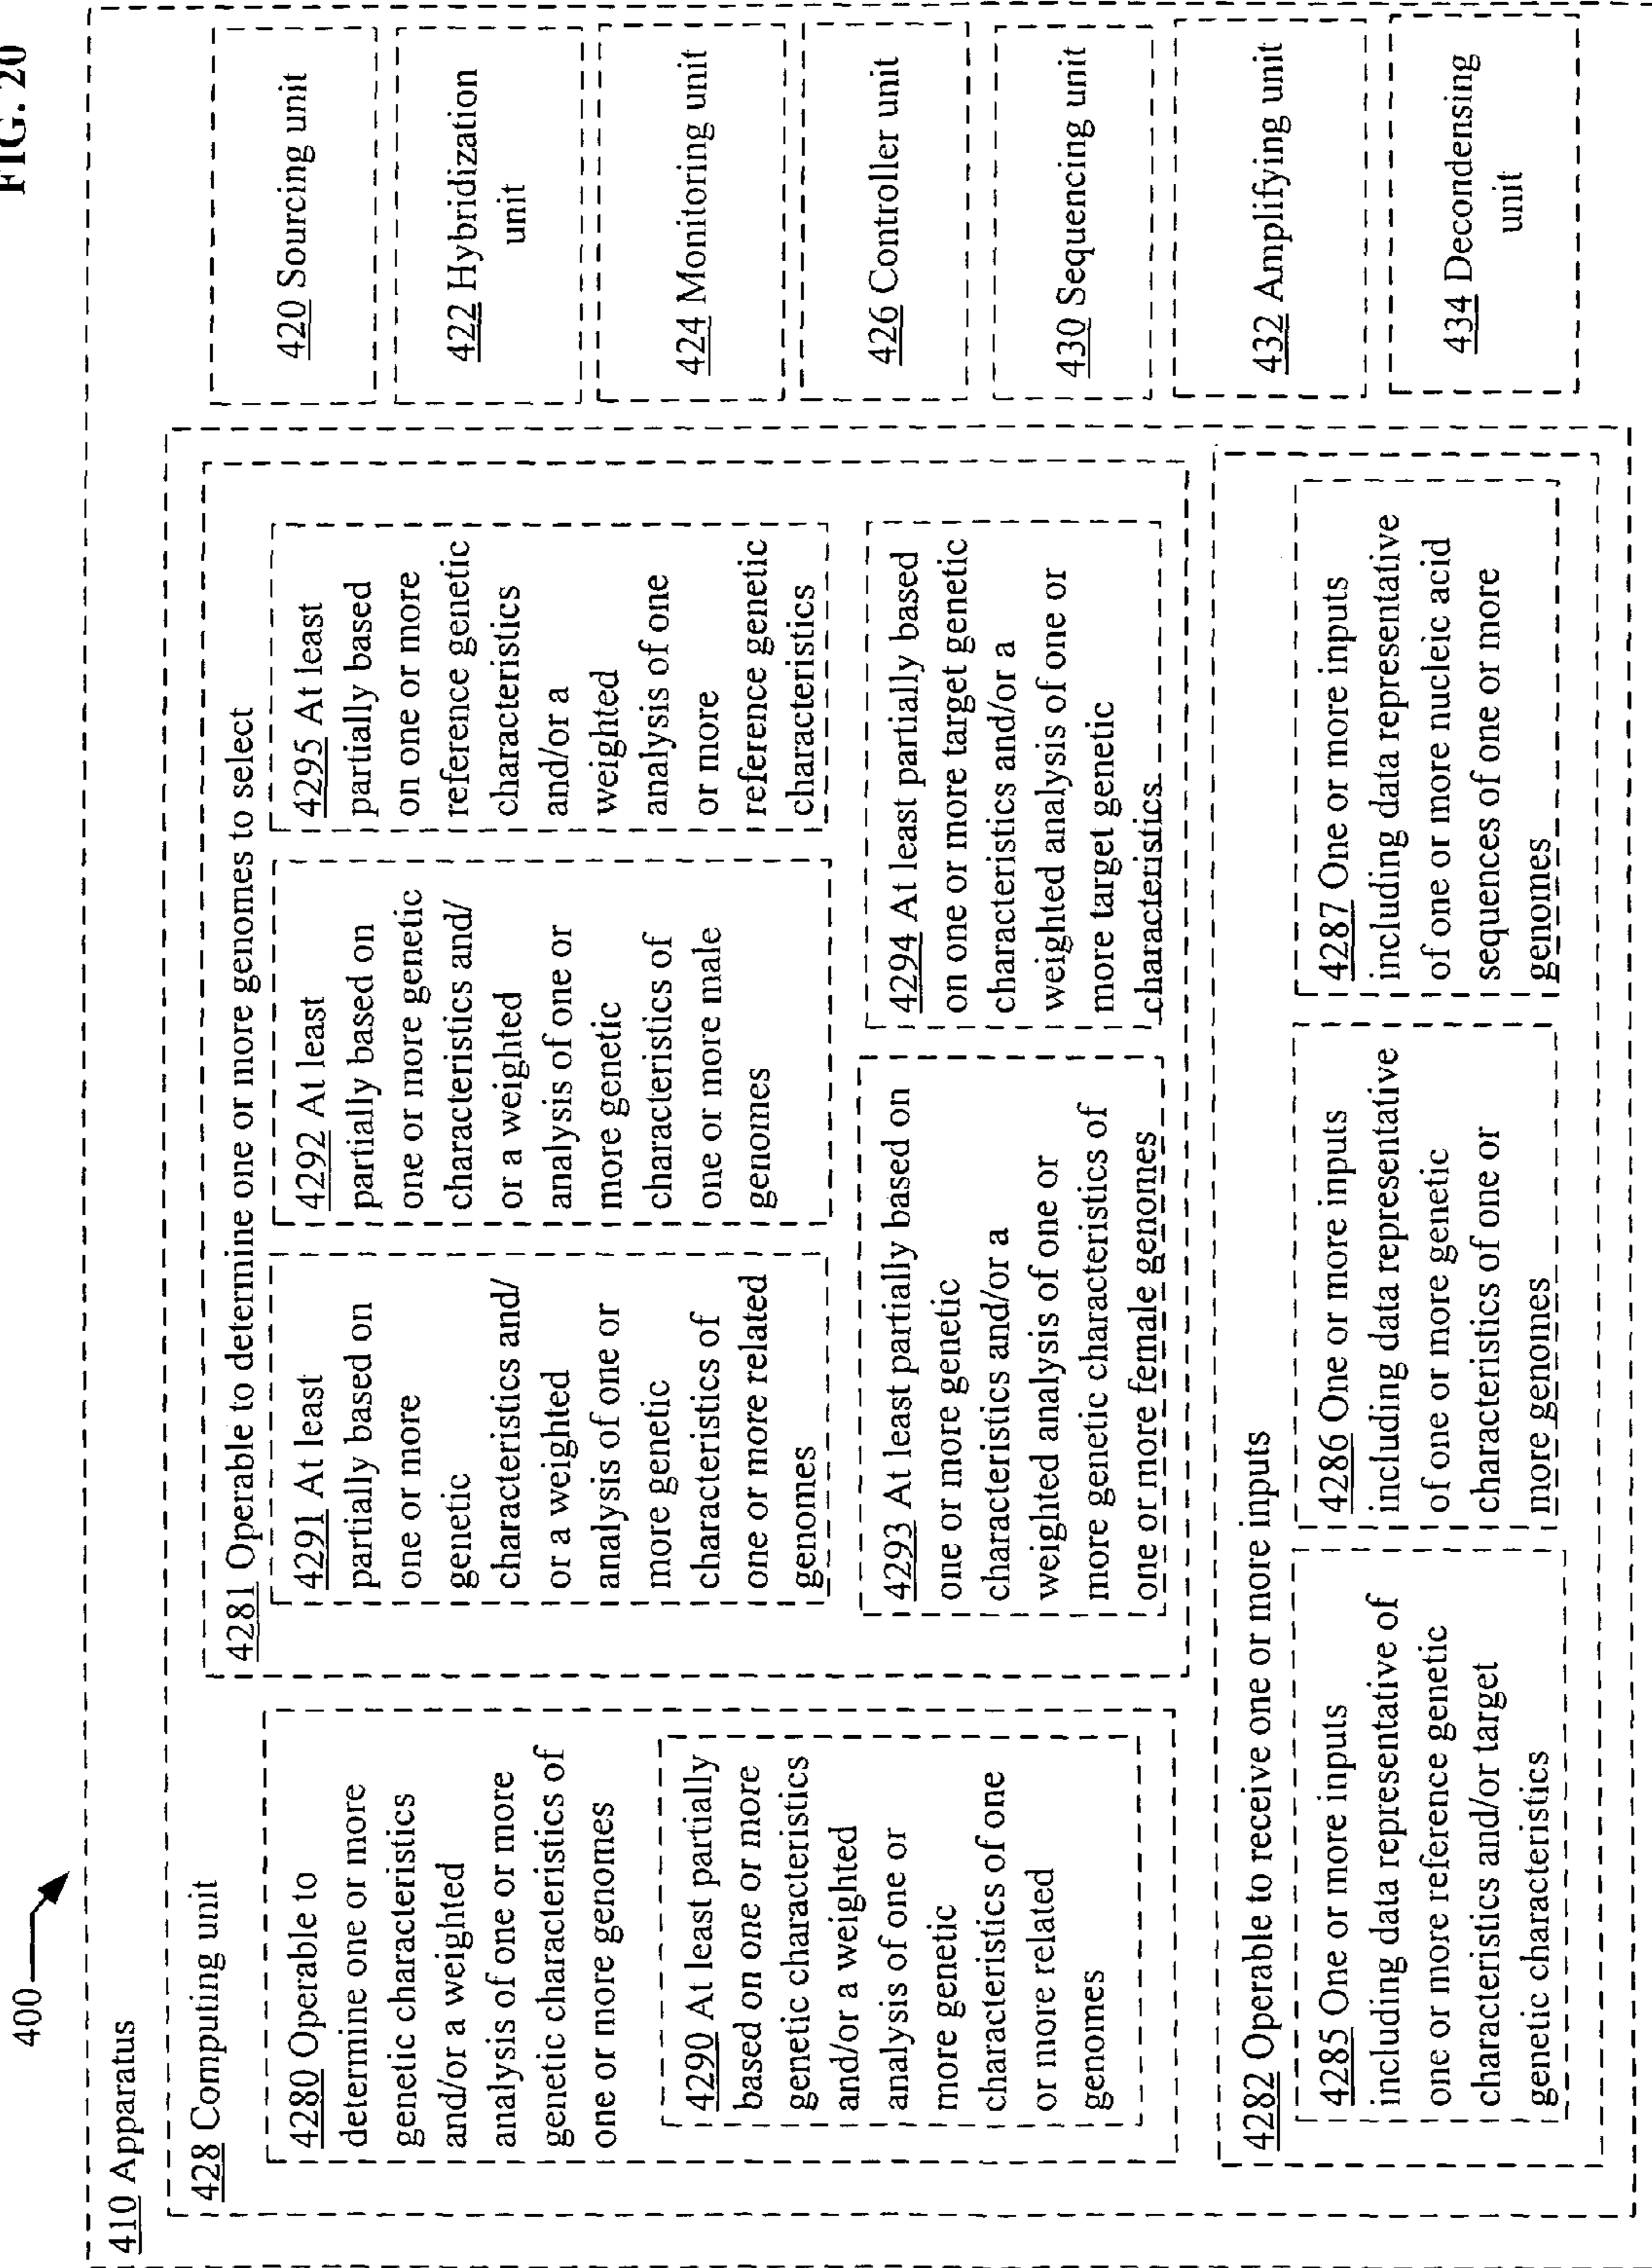 FIG. 20
400
410 Apparatus
428 Computing unit
4280 Operable to
determine one or more
genetic characteristics
and/or a weighted
analysis of one or more
genetic characteristics of
one or more genomes
4290 At least partially
based on one or more
genetic characteristics
and/or a weighted
analysis of one or
more genetic
characteristics of one
or more related
genomes
4281 Operable to determine one or more genomes to select
4291 At least
partially based on
one or more
genetic
characteristics and/
or a weighted
analysis of one or
more genetic
characteristics of
one or more related
genomes
4292 At least
partially based on
one or more genetic
characteristics and/
or a weighted
analysis of one or
more genetic
characteristics of
one or more male
genomes
4295 At least
partially based
on one or more
reference genetic
characteristics
and/or a
weighted
analysis of one
or more
reference genetic
characteristics
4293 At least partially based on
one or more genetic
characteristics and/or a
weighted analysis of one or
more genetic characteristics of
one or more female genomes
4294 At least partially based
on one or more target genetic
characteristics and/or a
weighted analysis of one or
more target genetic
characteristics
4282 Operable to receive one or more inputs
4285 One or more inputs
including data representative of
one or more reference genetic
characteristics and/or target
genetic characteristics
4286 One or more inputs
including data representative
of one or more genetic
characteristics of one or
more genomes
4287 One or more inputs
including data representative
of one or more nucleic acid
sequences of one or more
genomes
420 Sourcing unit
422 Hybridization
unit
424 Monitoring unit
426 Controller unit
430 Sequencing unit
432 Amplifying unit
434 Decondensing
unit